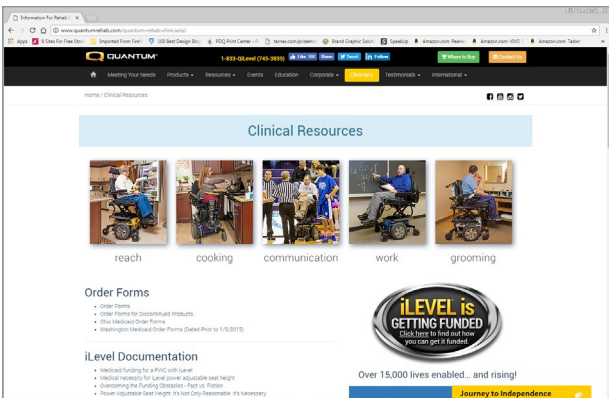 Information For Rehab C
www.quantumrehab.com/quantum-rehab-clinicians/
Apps 8 Sites For Free Stoc Imported From Firefo 100 Best Design Blog PDQ Print Center Brand Graphic Soluti SpeakUp Amazon.com: Peerle Amazon.com: VIVO Amazon.com: Tablet
QUANTUM
1-833-QiLevel (745-3835) Like Share Tweet Follow Where to Buy Contact Us
Meeting Your Needs Products Resources Events Education Corporate Clinicians Testimonials International
Home / Clinical Resources
Clinical Resources
reach cooking communication work grooming
Order Forms
Order Forms
Order Forms for Discontinued Products
Ohio Medicaid Order Forms
Washington Medicaid Order Forms (Dated Prior to 1/5/2015)
iLevel Documentation
Medicaid funding for a PWC with iLevel
Medical necessity for iLevel power adjustable seat height
Overcoming the Funding Obstacles - Fact vs. Fiction
Power Adjustable Seat Height: It's Not Only Reasonable, It's Necessary
iLEVEL IS
GETTING FUNDED
Click here to find out how
you can get it funded.
Over 15,000 lives enabled... and rising!
Journey to Independence